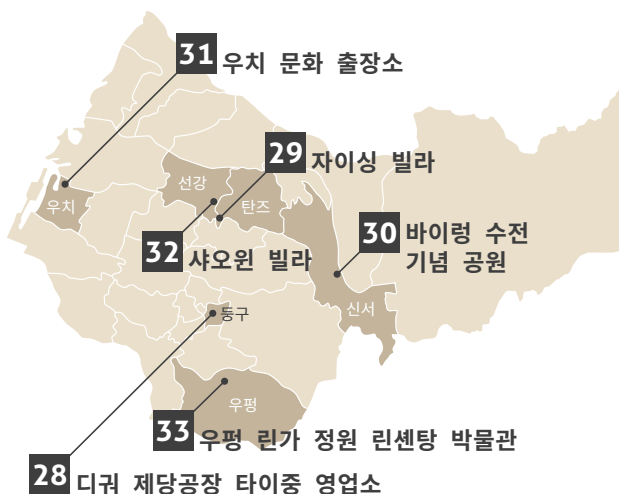 31 우치 문화 출장소
29 자이싱 빌라
선강
탄즈
우치
30 바이렁 수전
기념 공원
32 샤오윈 빌라
신서
둥구
우펑
33 우펑 린가 정원 린셴탕 박물관
28 디귀 제당공장 타이중 영업소